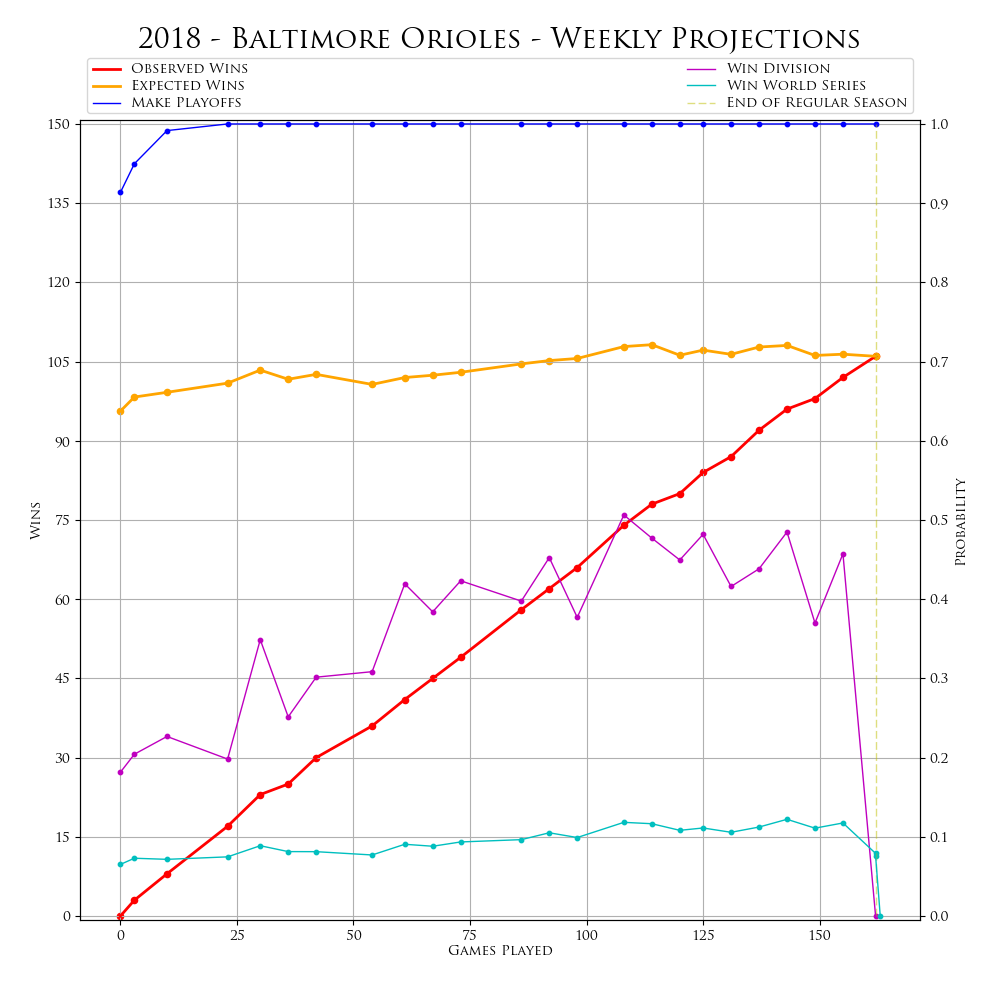 2018 - Baltimore Orioles - Weekly Projections
Observed Wins
Expected Wins
Make Playoffs
Win Division
Win World Series
End of Regular Season
150
135
120
105
90
75
60
45
30
15
0
Wins
1.0
0.9
0.8
0.7
0.6
0.5
0.4
0.3
0.2
0.1
0.0
Probability
0 25 50 75 100 125 150
Games Played